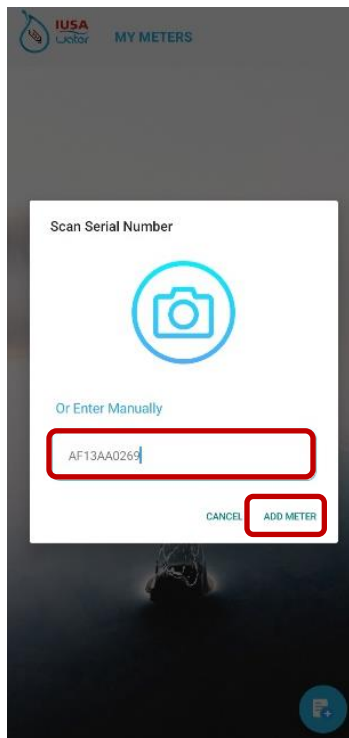 IUSA
water
MY METERS
Scan Serial Number
Or Enter Manually
AF13AA0269
CANCEL
ADD METER